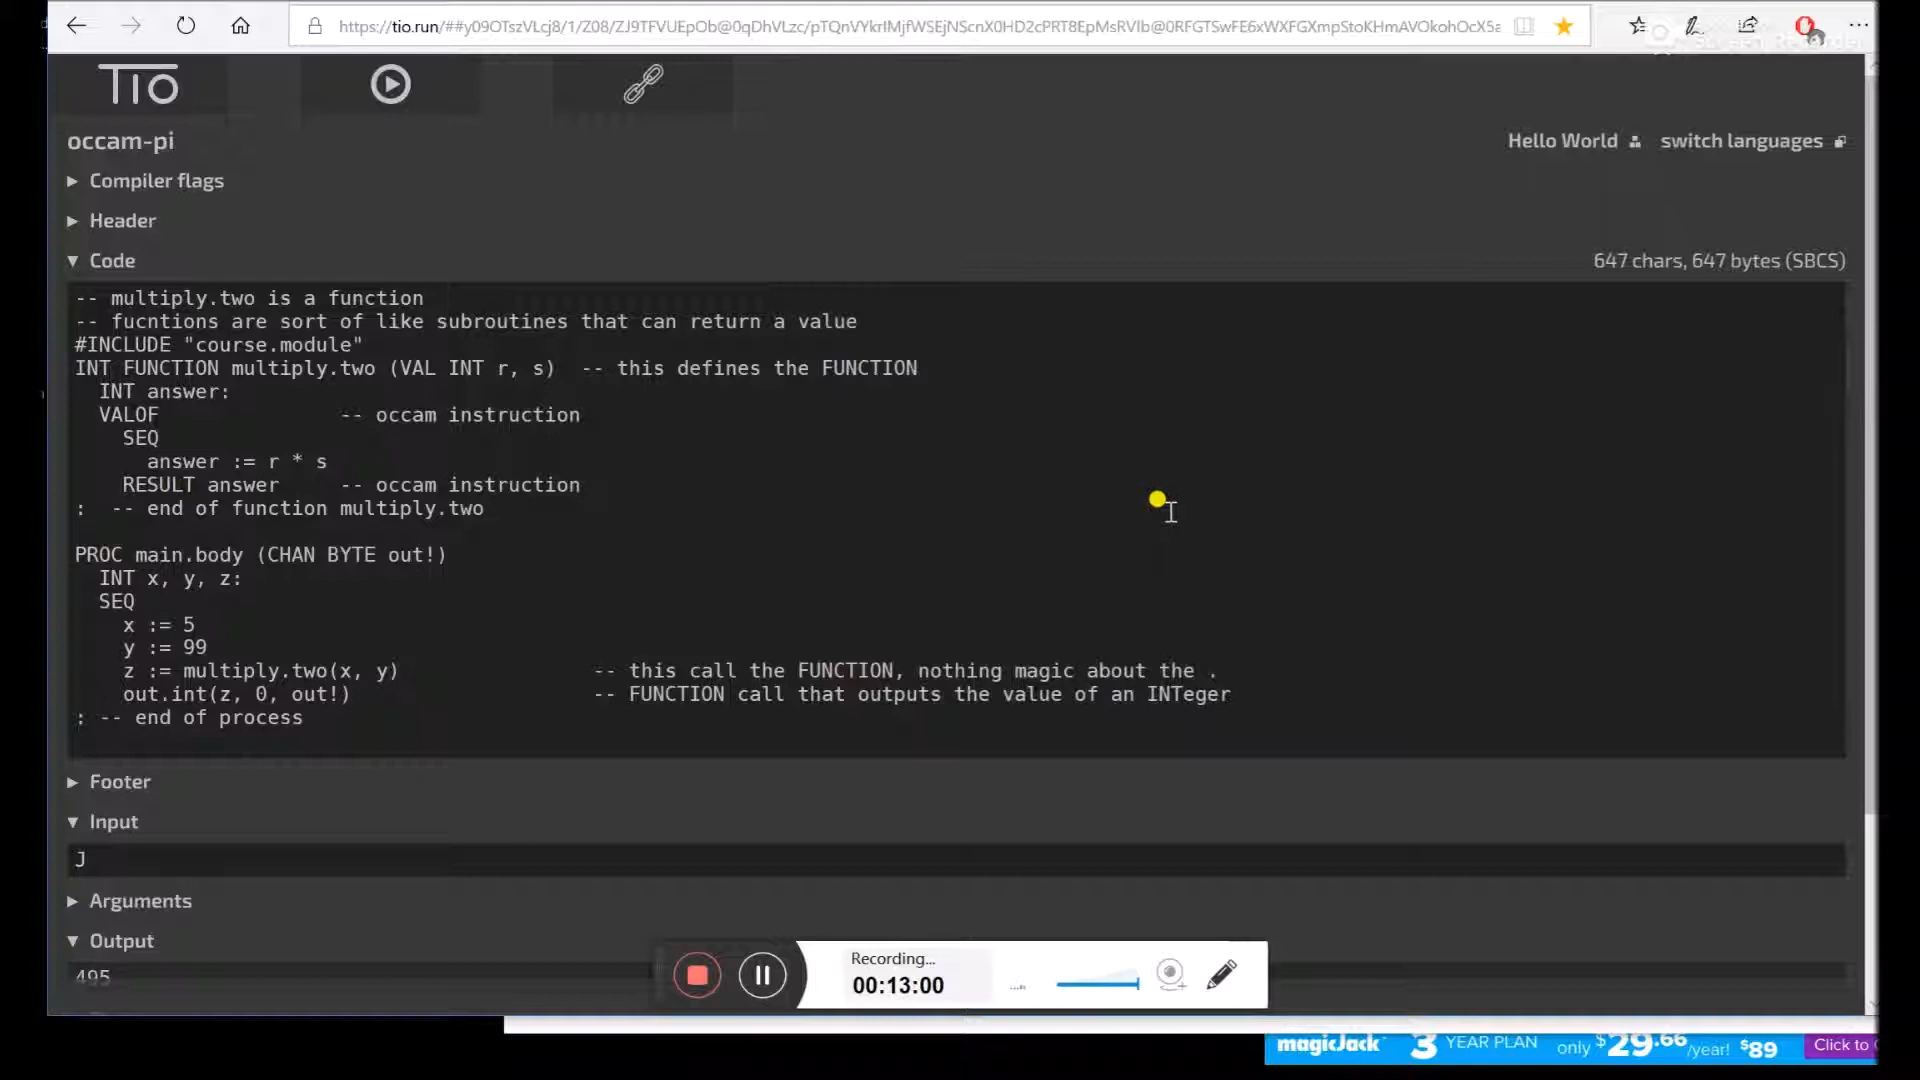 https://tio.run/##y09OTszVLcj8/1/Z08/ZJ9TFVUEpOb@0qDhVLzc/pTQnVYkrIMjfWSEjNScnX0HD2cPRT8EpMsRVIb@0RFGTSwFE6xWXFGXmpStoKHmAVOkohOcX5a
TIO
occam-pi
Hello World switch languages
Compiler flags
Header
Code 647 chars, 647 bytes (SBCS)
-- multiply.two is a function
-- fucntions are sort of like subroutines that can return a value
#INCLUDE "course.module"
INT FUNCTION multiply.two (VAL INT r, s) -- this defines the FUNCTION
INT answer:
VALOF -- occam instruction
SEQ
answer := r * s
RESULT answer -- occam instruction
: -- end of function multiply.two
PROC main.body (CHAN BYTE out!)
INT x, y, z:
SEQ
x := 5
y := 99
z := multiply.two(x, y) -- this call the FUNCTION, nothing magic about the .
out.int(z, 0, out!) -- FUNCTION call that outputs the value of an INTeger
: -- end of process
Footer
Input
J
Arguments
Output
495
Recording...
00:13:00
magicJack 3 YEAR PLAN only $29.66 /year! $89 Click to